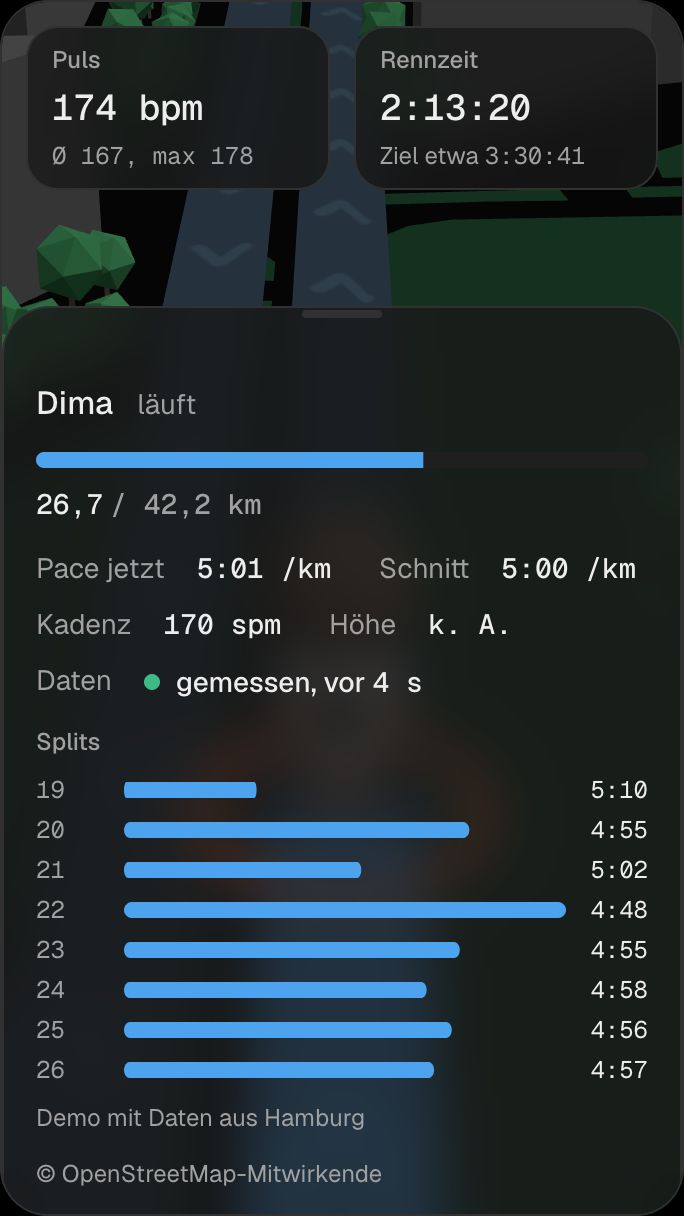 Puls
174 bpm
Ø 167, max 178
Rennzeit
2:13:20
Ziel etwa 3:30:41
Dima läuft
26,7 / 42,2 km
Pace jetzt 5:01 /km Schnitt 5:00 /km
Kadenz 170 spm Höhe k. A.
Daten gemessen, vor 4 s
Splits
19 5:10
20 4:55
21 5:02
22 4:48
23 4:55
24 4:58
25 4:56
26 4:57
Demo mit Daten aus Hamburg
© OpenStreetMap-Mitwirkende